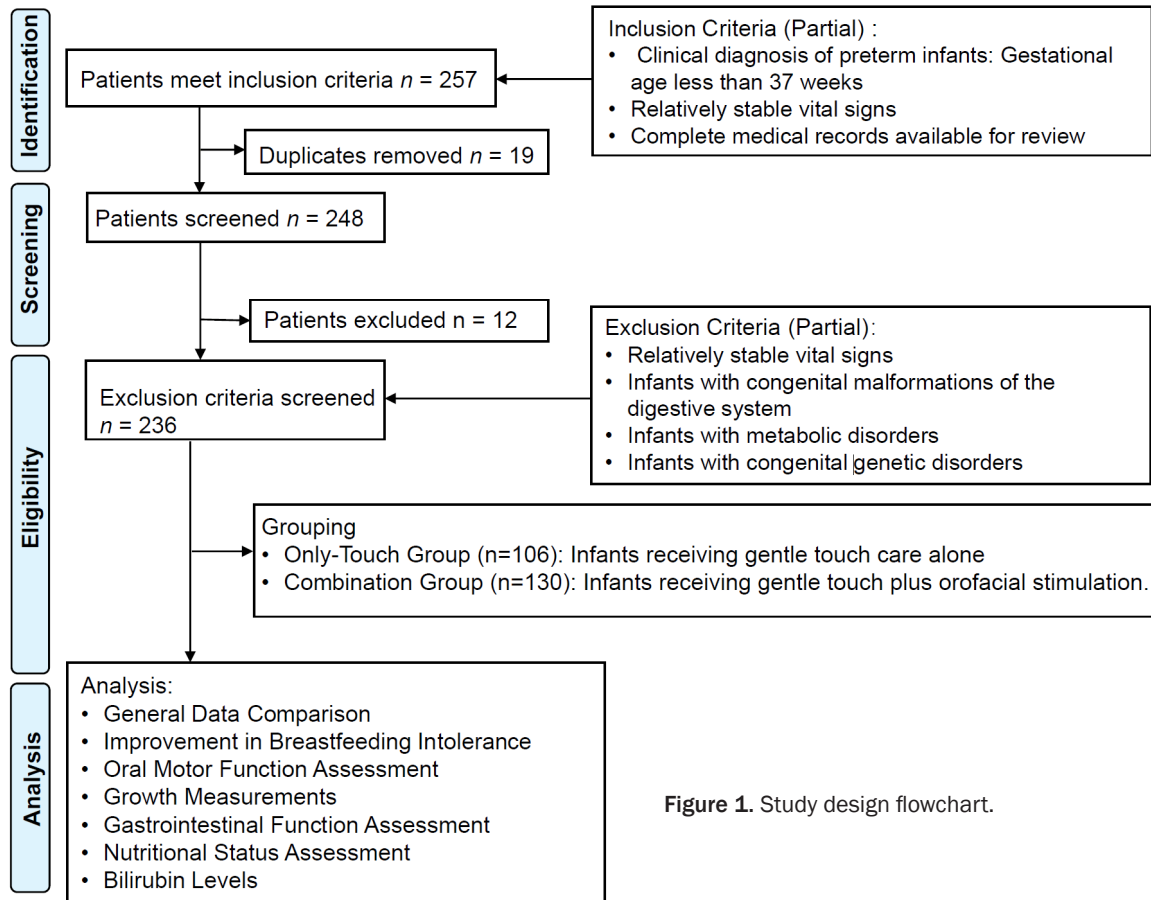 Identification
Patients meet inclusion criteria n = 257
Inclusion Criteria (Partial) :
• Clinical diagnosis of preterm infants: Gestational
age less than 37 weeks
• Relatively stable vital signs
• Complete medical records available for review
Duplicates removed n = 19
Screening
Patients screened n = 248
Patients excluded n = 12
Eligibility
Exclusion criteria screened
n = 236
Exclusion Criteria (Partial):
• Relatively stable vital signs
• Infants with congenital malformations of the
digestive system
• Infants with metabolic disorders
• Infants with congenital genetic disorders
Grouping
• Only-Touch Group (n=106): Infants receiving gentle touch care alone
• Combination Group (n=130): Infants receiving gentle touch plus orofacial stimulation.
Analysis
Analysis:
• General Data Comparison
• Improvement in Breastfeeding Intolerance
• Oral Motor Function Assessment
• Growth Measurements
• Gastrointestinal Function Assessment
• Nutritional Status Assessment
• Bilirubin Levels
Figure 1. Study design flowchart.